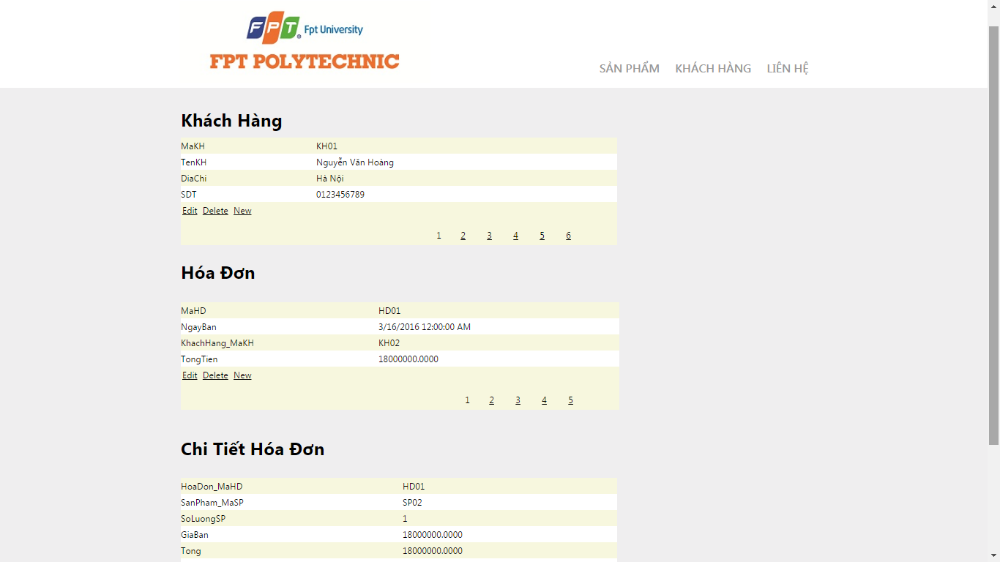 FPT Fpt University
FPT POLYTECHNIC
SẢN PHẨM KHÁCH HÀNG LIÊN HỆ
Khách Hàng
MaKH KH01
TenKH Nguyễn Văn Hoàng
DiaChi Hà Nội
SDT 0123456789
Edit Delete New
1 2 3 4 5 6
Hóa Đơn
MaHD HD01
NgayBan 3/16/2016 12:00:00 AM
KhachHang_MaKH KH02
TongTien 18000000.0000
Edit Delete New
1 2 3 4 5
Chi Tiết Hóa Đơn
HoaDon_MaHD HD01
SanPham_MaSP SP02
SoLuongSP 1
GiaBan 18000000.0000
Tong 18000000.0000